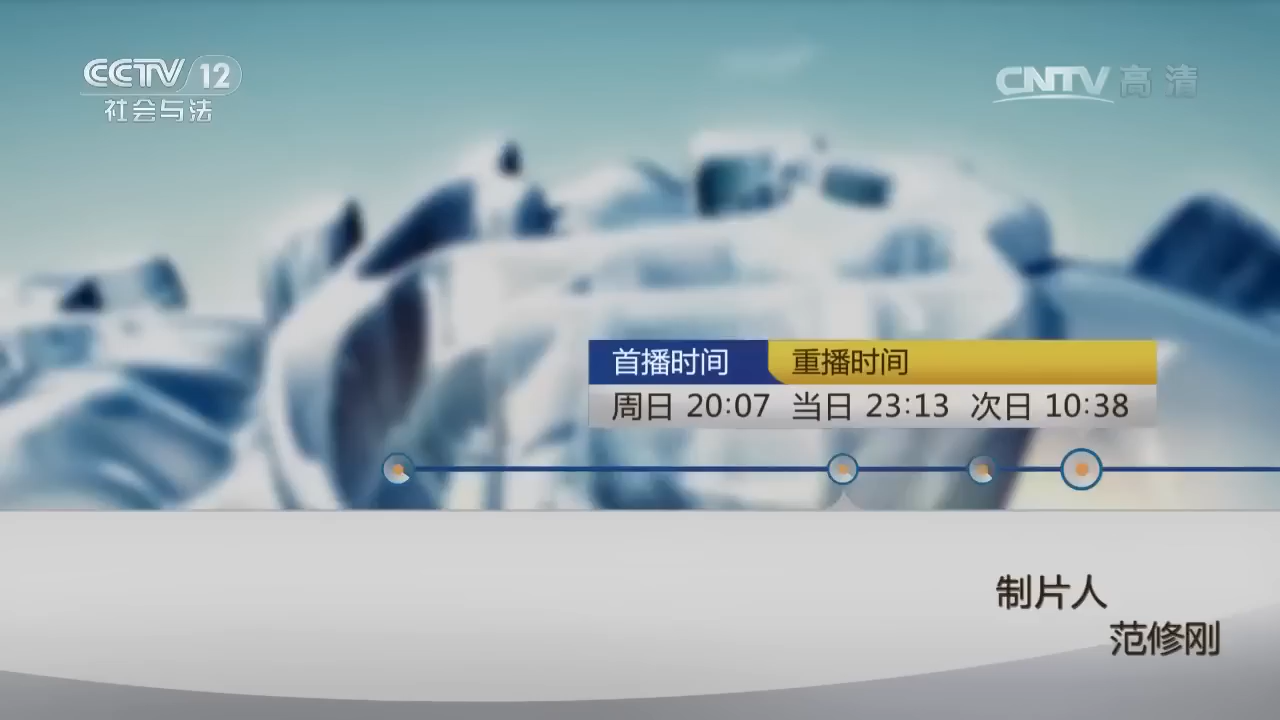 CCTV 12
社会与法
CNTV 高清
首播时间 重播时间
周日 20:07 当日 23:13 次日 10:38
制片人
范修刚